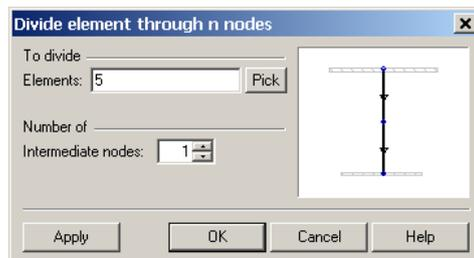 Divide element through n nodes
To divide
Elements: 5 Pick
Number of
Intermediate nodes: 1
Apply OK Cancel Help